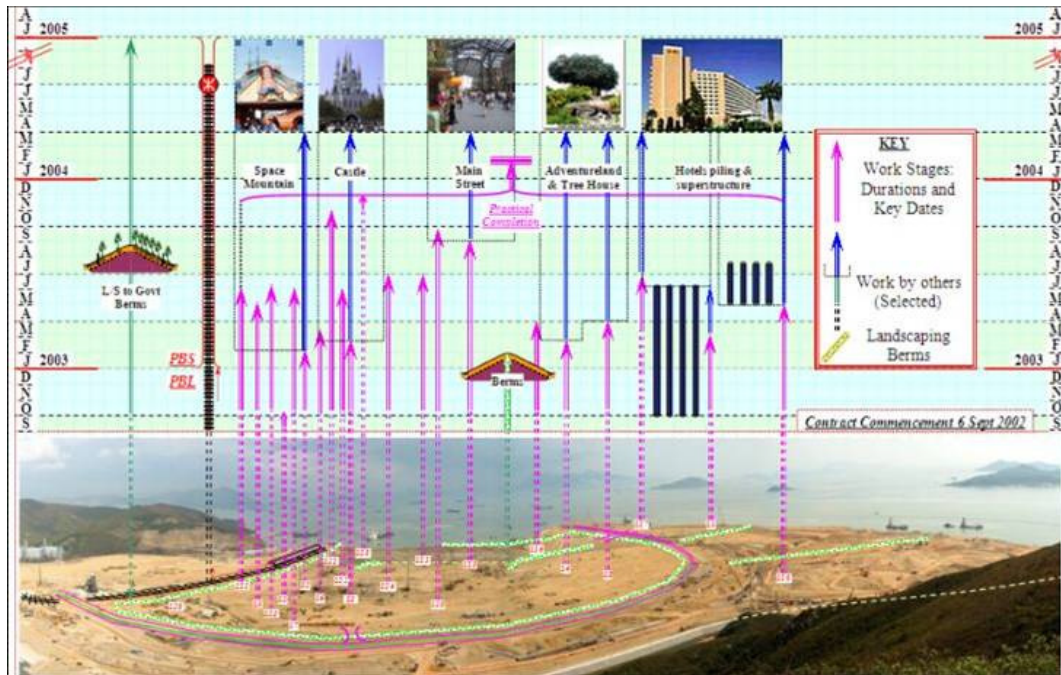 A
J
2005
J
M
A
M
F
J
2004
D
N
O
S
A
J
J
M
A
M
F
J
2003
D
N
O
S
Space
Mountain
Castle
Main
Street
Adventureland
& Tree House
Hotels piling &
superstructure
Practical
Completion
L/S to Govt
Berms
PBS
PBL
Berms
KEY
Work Stages:
Durations and
Key Dates
Work by others
(Selected)
Landscaping
Berms
Contract Commencement 6 Sept 2002
A
J
2005
J
M
A
M
F
J
2004
D
N
O
S
A
J
J
M
A
M
F
J
2003
D
N
O
S